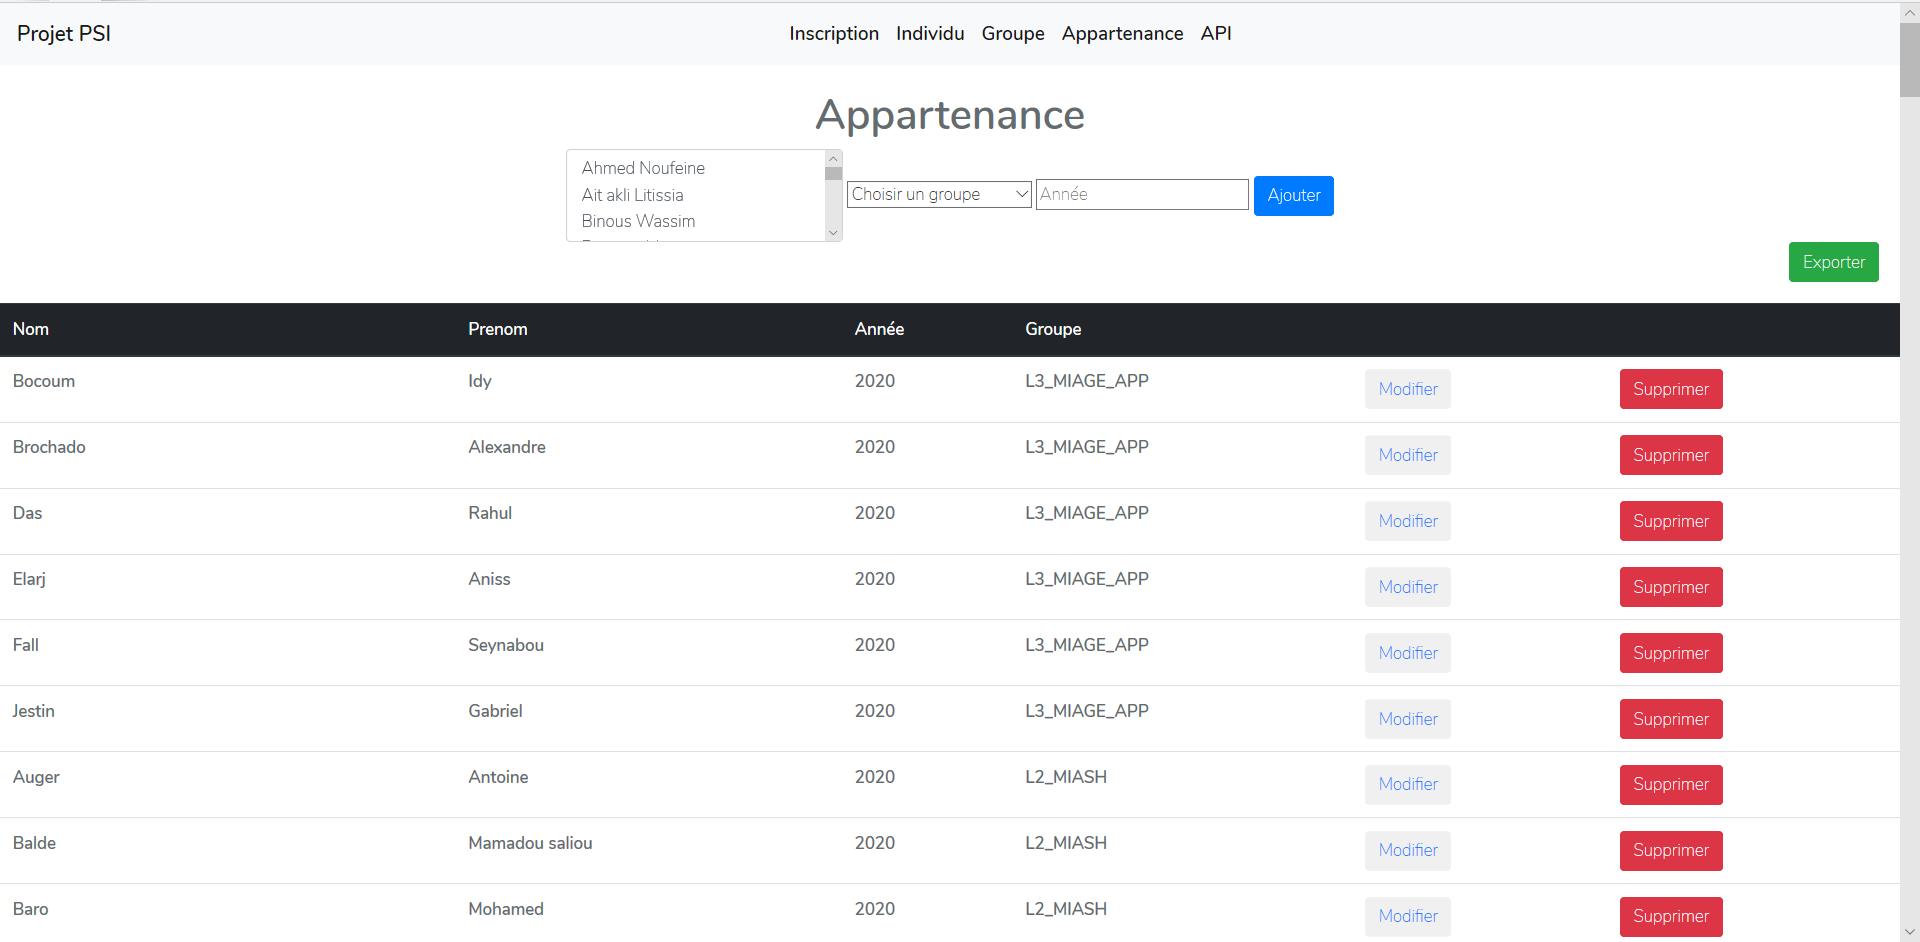 Projet PSI Inscription Individu Groupe Appartenance API
Appartenance
Ahmed Noufeine
Ait akli Litissia
Binous Wassim
Choisir un groupe Année Ajouter
Exporter
Nom Prenom Année Groupe
Bocoum Idy 2020 L3_MIAGE_APP Modifier Supprimer
Brochado Alexandre 2020 L3_MIAGE_APP Modifier Supprimer
Das Rahul 2020 L3_MIAGE_APP Modifier Supprimer
Elarj Aniss 2020 L3_MIAGE_APP Modifier Supprimer
Fall Seynabou 2020 L3_MIAGE_APP Modifier Supprimer
Jestin Gabriel 2020 L3_MIAGE_APP Modifier Supprimer
Auger Antoine 2020 L2_MIASH Modifier Supprimer
Balde Mamadou saliou 2020 L2_MIASH Modifier Supprimer
Baro Mohamed 2020 L2_MIASH Modifier Supprimer